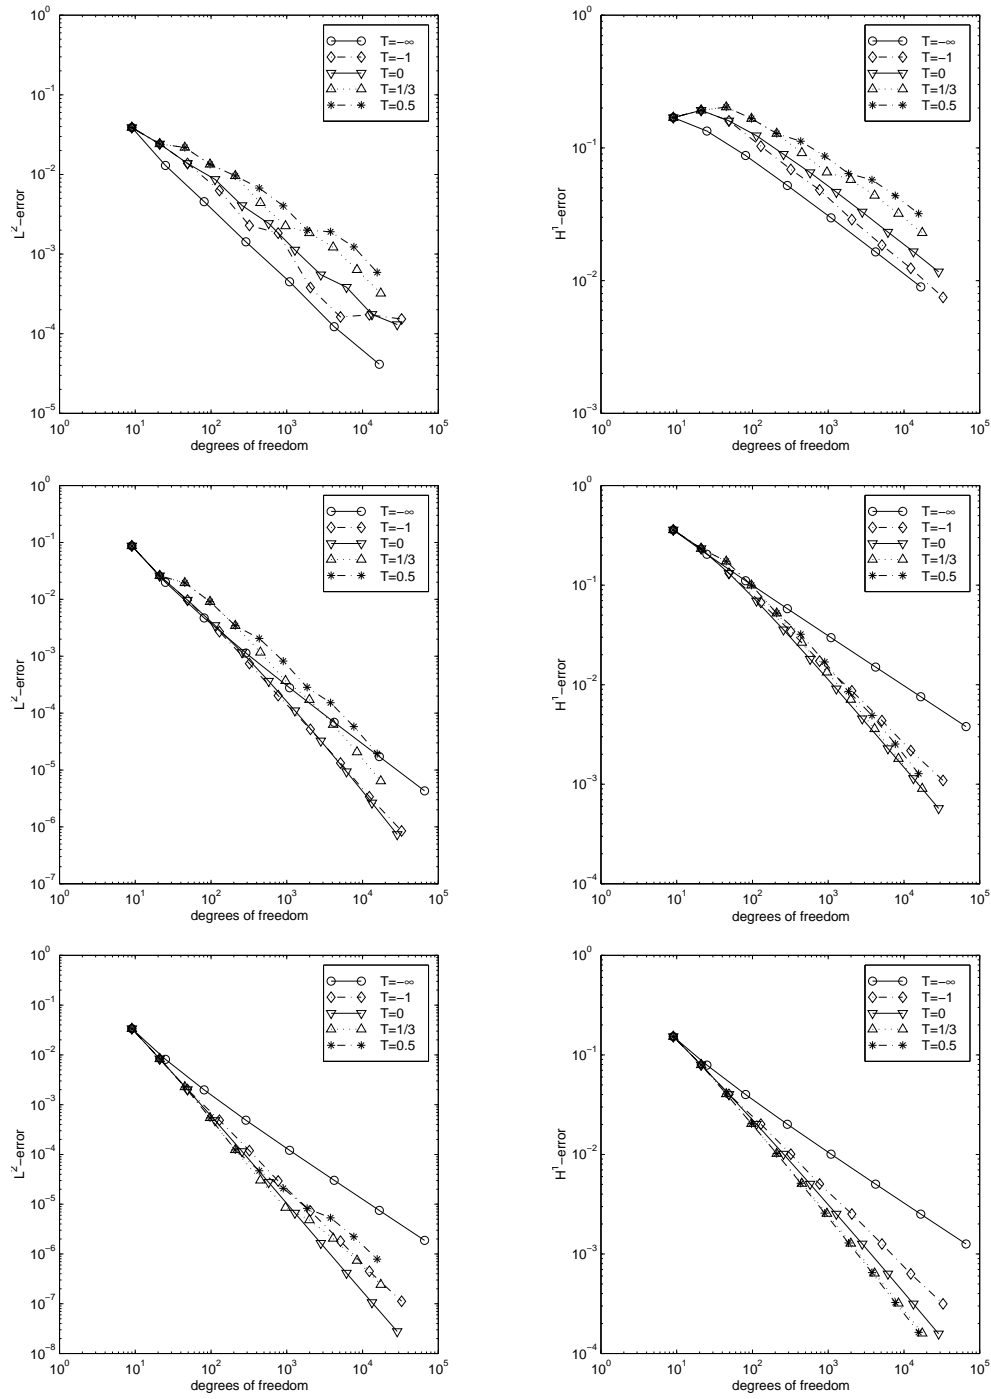 10^0
10^-1
10^-2
10^-3
10^-4
10^-5
10^0 10^1 10^2 10^3 10^4 10^5
degrees of freedom
L^2-error
T=-∞
T=-1
T=0
T=1/3
T=0.5
10^0
10^-1
10^-2
10^-3
10^0 10^1 10^2 10^3 10^4 10^5
degrees of freedom
H^1-error
T=-∞
T=-1
T=0
T=1/3
T=0.5
10^0
10^-1
10^-2
10^-3
10^-4
10^-5
10^-6
10^-7
10^0 10^1 10^2 10^3 10^4 10^5
degrees of freedom
L^2-error
T=-∞
T=-1
T=0
T=1/3
T=0.5
10^0
10^-1
10^-2
10^-3
10^-4
10^0 10^1 10^2 10^3 10^4 10^5
degrees of freedom
H^1-error
T=-∞
T=-1
T=0
T=1/3
T=0.5
10^0
10^-1
10^-2
10^-3
10^-4
10^-5
10^-6
10^-7
10^-8
10^0 10^1 10^2 10^3 10^4 10^5
degrees of freedom
L^2-error
T=-∞
T=-1
T=0
T=1/3
T=0.5
10^0
10^-1
10^-2
10^-3
10^-4
10^0 10^1 10^2 10^3 10^4 10^5
degrees of freedom
H^1-error
T=-∞
T=-1
T=0
T=1/3
T=0.5